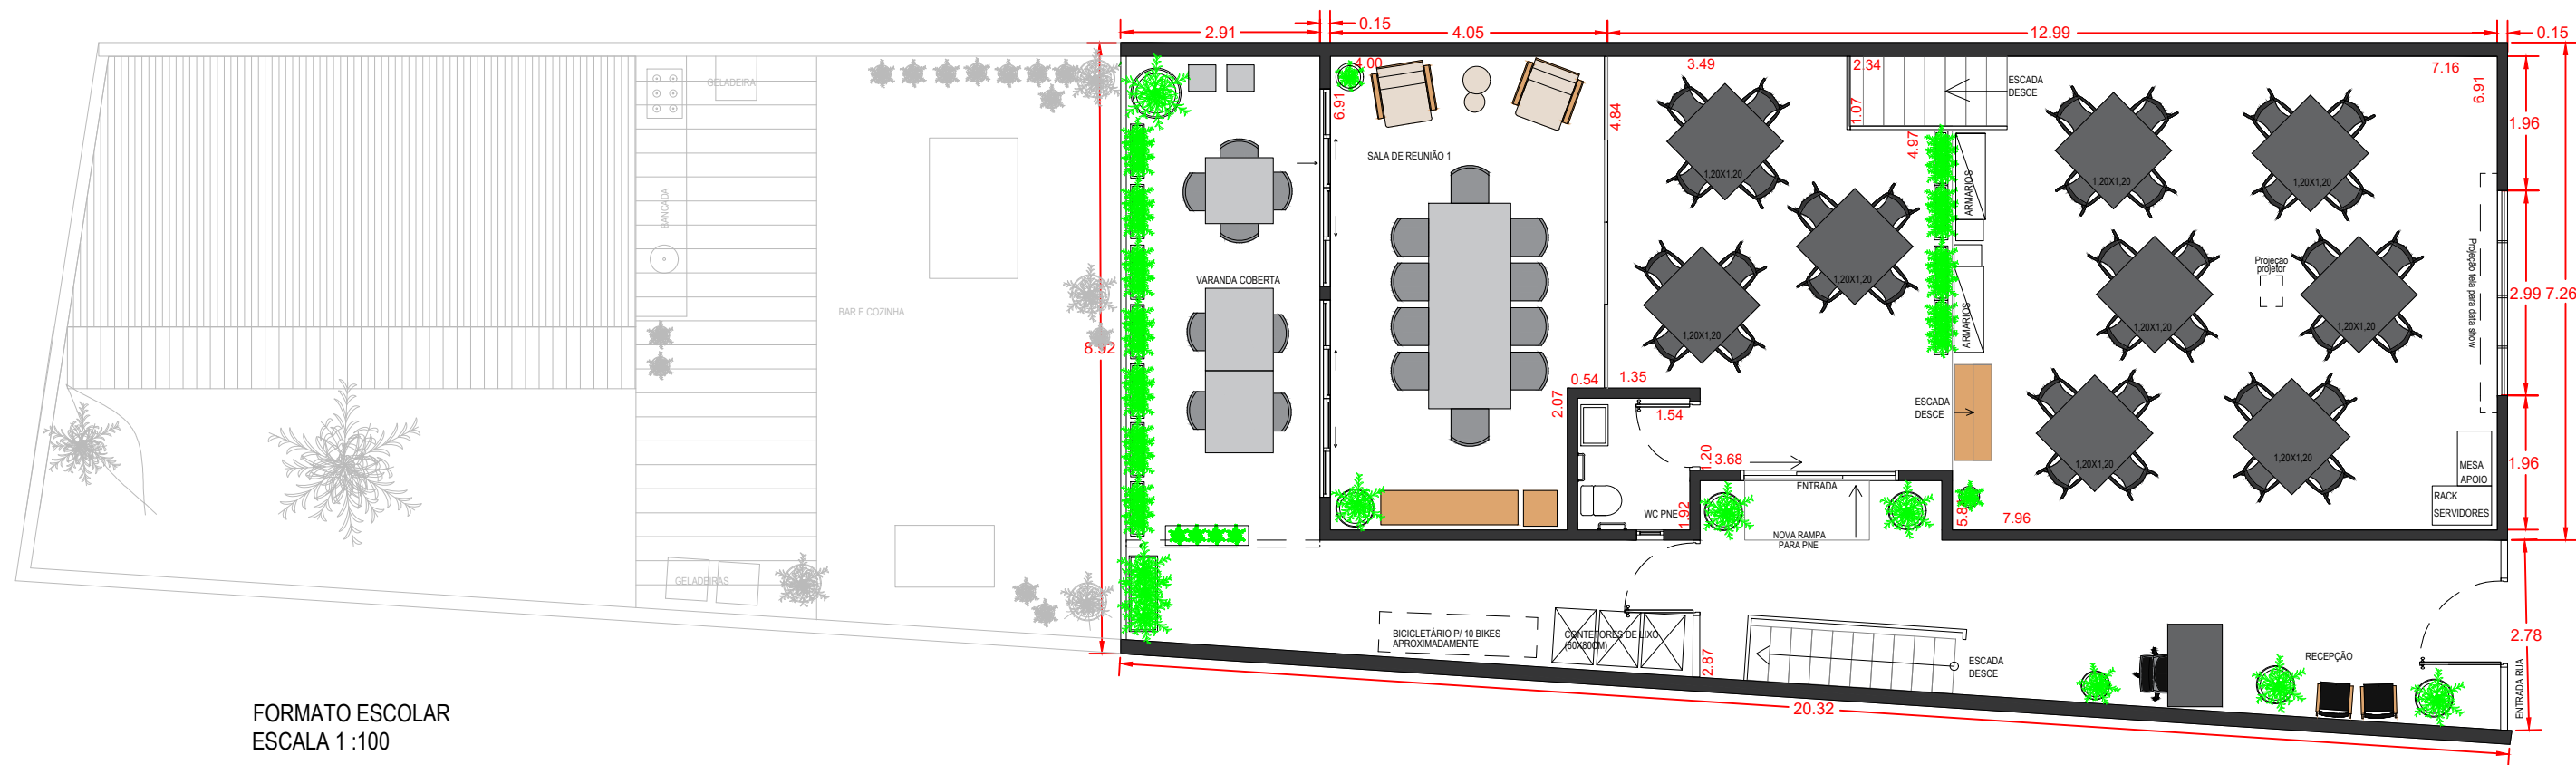 2.91
0.15
4.05
12.99
0.15
4.00
3.49
2.34
7.16
GELADEIRA
ESCADA
DESCE
6.91
6.91
1.07
4.84
1.96
4.97
SALA DE REUNIÃO 1
1,20X1,20
1,20X1,20
1,20X1,20
ARMARIOS
BANCADA
VARANDA COBERTA
1,20X1,20
Projeção
projetor
Projeção tela para data show
2.99
7.26
BAR E COZINHA
ARMARIOS
1,20X1,20
1,20X1,20
1,20X1,20
8.92
0.54
1.35
2.07
1.54
ESCADA
DESCE
1,20X1,20
1,20X1,20
1.20
3.68
1.96
MESA
APOIO
ENTRADA
RACK
SERVIDORES
WC PNE
1.92
5.81
7.96
NOVA RAMPA
PARA PNE
GELADEIRAS
BICICLETÁRIO P/ 10 BIKES
APROXIMADAMENTE
CONTETORES DE LIXO
(60X80CM)
2.87
2.78
ESCADA
DESCE
RECEPÇÃO
ENTRADA RUA
20.32
FORMATO ESCOLAR
ESCALA 1 :100